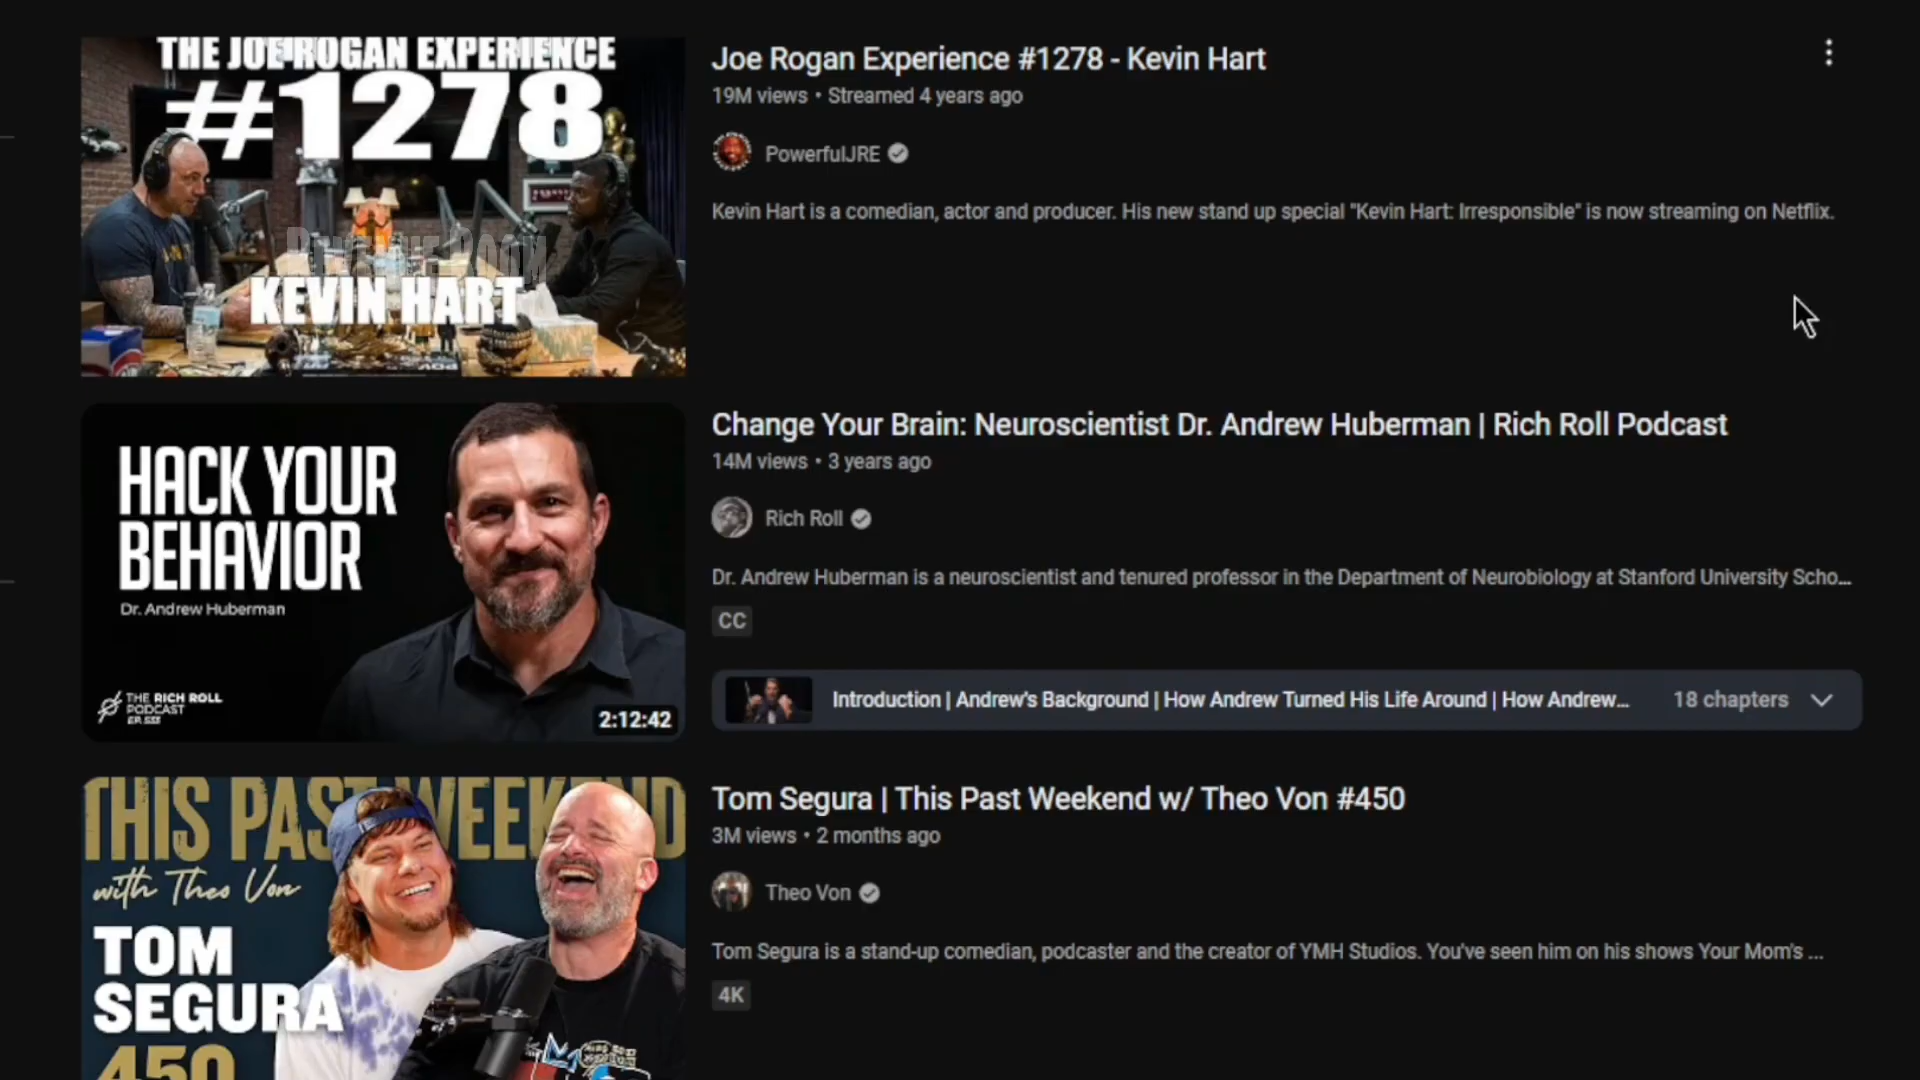 THE JOE ROGAN EXPERIENCE
#1278
KEVIN HART
Joe Rogan Experience #1278 - Kevin Hart
19M views • Streamed 4 years ago
PowerfulJRE
Kevin Hart is a comedian, actor and producer. His new stand up special "Kevin Hart: Irresponsible" is now streaming on Netflix.
HACK YOUR
BEHAVIOR
Dr. Andrew Huberman
THE RICH ROLL
PODCAST
2:12:42
Change Your Brain: Neuroscientist Dr. Andrew Huberman | Rich Roll Podcast
14M views • 3 years ago
Rich Roll
Dr. Andrew Huberman is a neuroscientist and tenured professor in the Department of Neurobiology at Stanford University Scho...
CC
Introduction | Andrew's Background | How Andrew Turned His Life Around | How Andrew... 18 chapters
THIS PAST WEEKEND
with Theo Von
TOM
SEGURA
450
Tom Segura | This Past Weekend w/ Theo Von #450
3M views • 2 months ago
Theo Von
Tom Segura is a stand-up comedian, podcaster and the creator of YMH Studios. You've seen him on his shows Your Mom's ...
4K